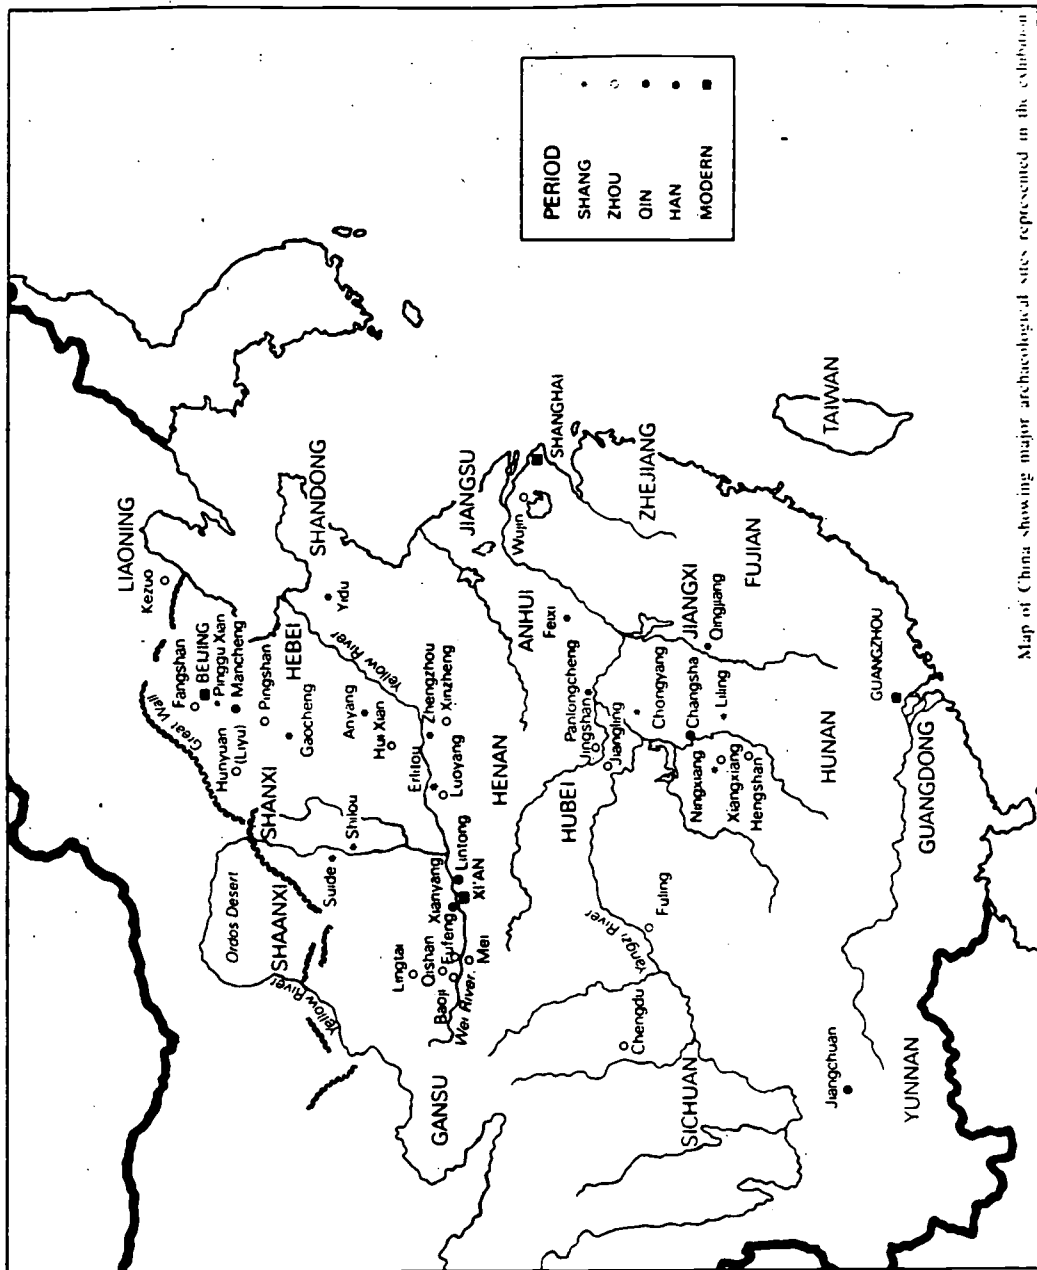 LIAONING
Kezuo
Great Wall
Fangshan
BEIJING
Pinggu Xian
Mancheng
Hunyuan
(Liyu)
Pingshan
HEBEI
Gaocheng
SHANDONG
Yidu
Yellow River
Anyang
Hui Xian
SHANXI
Shilou
Suide
Ordos Desert
SHAANXI
Yellow River
GANSU
Lingtai
Qishan
Fufeng
Baoji
Wei River
Mei
Xianyang
Lintong
XI'AN
Erlitou
Luoyang
Zhengzhou
Xinzheng
HENAN
JIANGSU
Wujin
SHANGHAI
ANHUI
Feixi
HUBEI
Panlongcheng
Jingshan
Jiangling
Chongyang
ZHEJIANG
JIANGXI
Qingjiang
Changsha
Liling
Ningxiang
Xiangxiang
Hengshan
HUNAN
FUJIAN
TAIWAN
Yangzi River
Fuling
Chengdu
SICHUAN
GUANGZHOU
GUANGDONG
Jiangchuan
YUNNAN
PERIOD
SHANG
ZHOU
QIN
HAN
MODERN
Map of China showing major archaeological sites represented in the exhibition